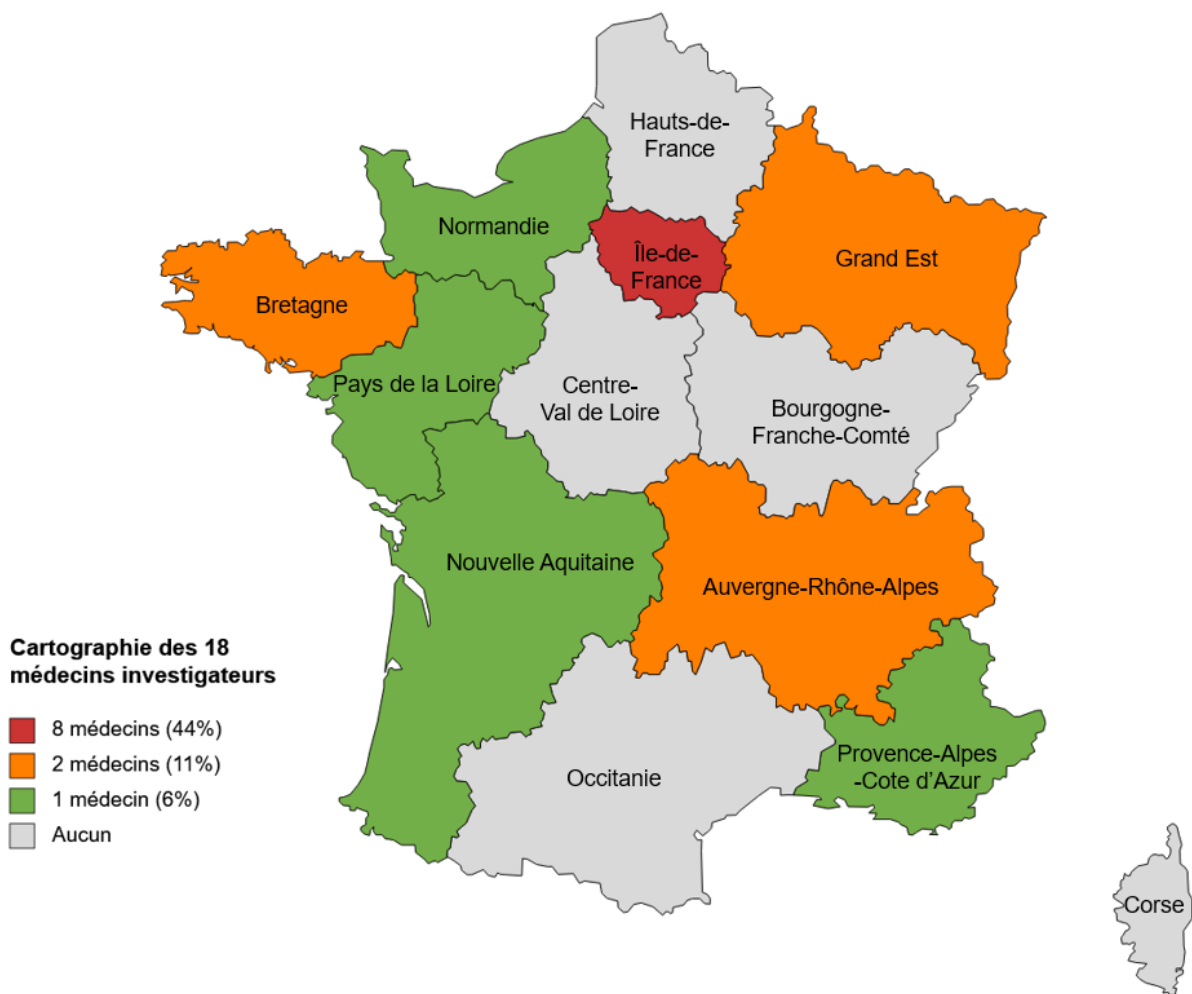 Hauts-de-
France
Normandie
Île-de-
France
Grand Est
Bretagne
Pays de la Loire
Centre-
Val de Loire
Bourgogne-
Franche-Comté
Nouvelle Aquitaine
Auvergne-Rhône-Alpes
Cartographie des 18
médecins investigateurs
8 médecins (44%)
2 médecins (11%)
1 médecin (6%)
Aucun
Provence-Alpes
-Cote d'Azur
Occitanie
Corse